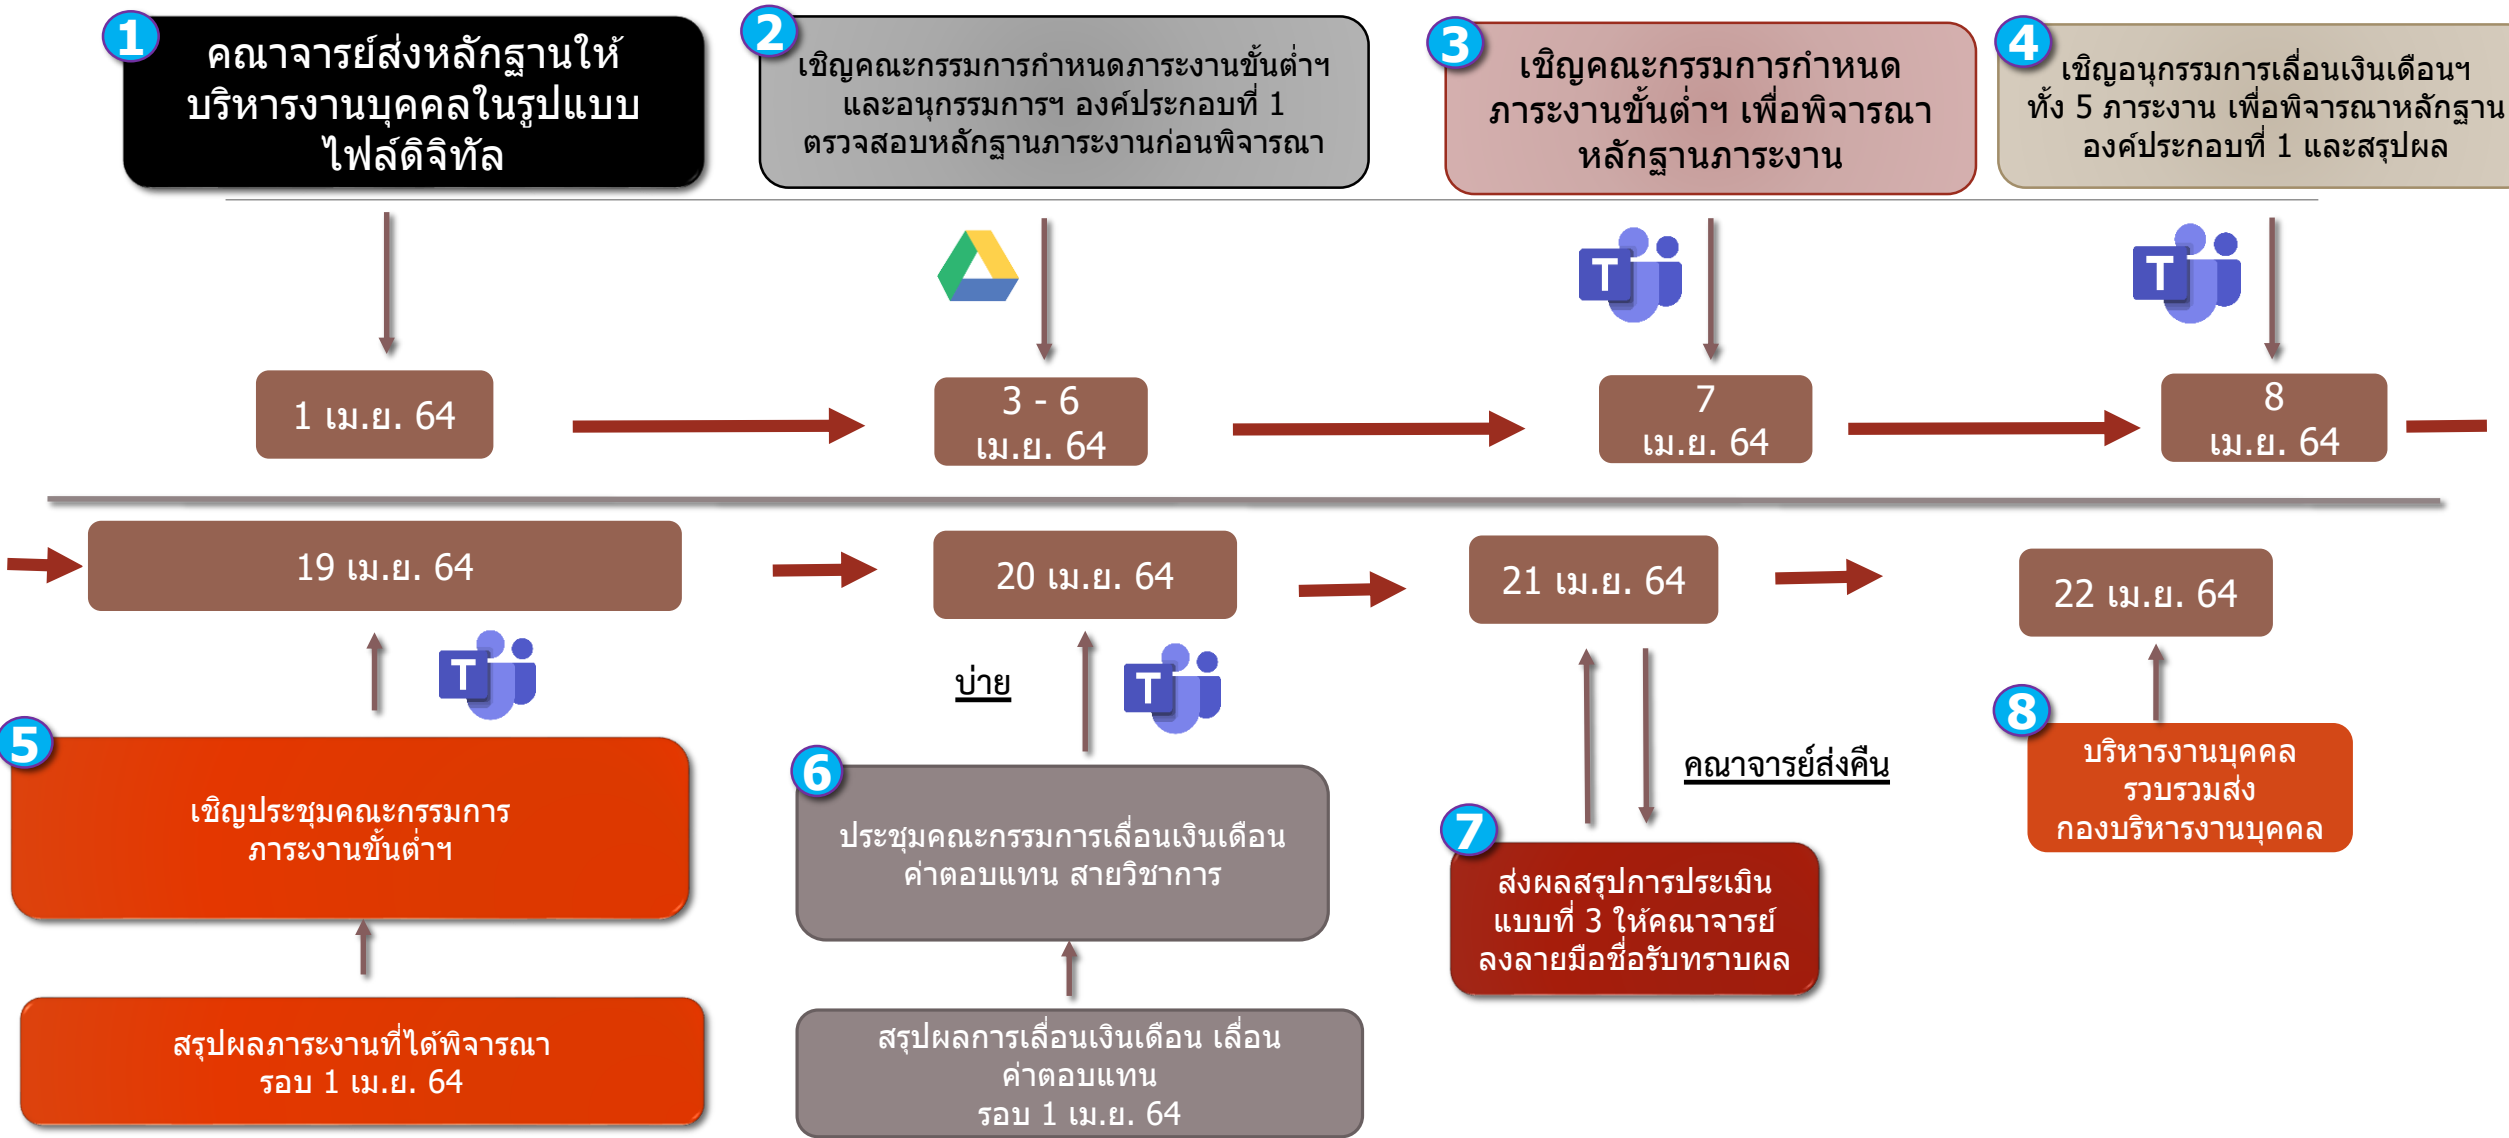 1
คณาจารย์ส่งหลักฐานให้
บริหารงานบุคคลในรูปแบบ
ไฟล์ดิจิทัล
2
เชิญคณะกรรมการกำหนดภาระงานขั้นต่ำฯ
และอนุกรรมการฯ องค์ประกอบที่ 1
ตรวจสอบหลักฐานภาระงานก่อนพิจารณา
3
เชิญคณะกรรมการกำหนด
ภาระงานขั้นต่ำฯ เพื่อพิจารณา
หลักฐานภาระงาน
4
เชิญอนุกรรมการเลื่อนเงินเดือนฯ
ทั้ง 5 ภาระงาน เพื่อพิจารณาหลักฐาน
องค์ประกอบที่ 1 และสรุปผล
T
T
1 เม.ย. 64
3 - 6
เม.ย. 64
7
เม.ย. 64
8
เม.ย. 64
19 เม.ย. 64
20 เม.ย. 64
21 เม.ย. 64
22 เม.ย. 64
T
บ่าย
T
5
เชิญประชุมคณะกรรมการ
ภาระงานขั้นต่ำฯ
สรุปผลภาระงานที่ได้พิจารณา
รอบ 1 เม.ย. 64
6
ประชุมคณะกรรมการเลื่อนเงินเดือน
ค่าตอบแทน สายวิชาการ
สรุปผลการเลื่อนเงินเดือน เลื่อน
ค่าตอบแทน
รอบ 1 เม.ย. 64
คณาจารย์ส่งคืน
7
ส่งผลสรุปการประเมิน
แบบที่ 3 ให้คณาจารย์
ลงลายมือชื่อรับทราบผล
8
บริหารงานบุคคล
รวบรวมส่ง
กองบริหารงานบุคคล